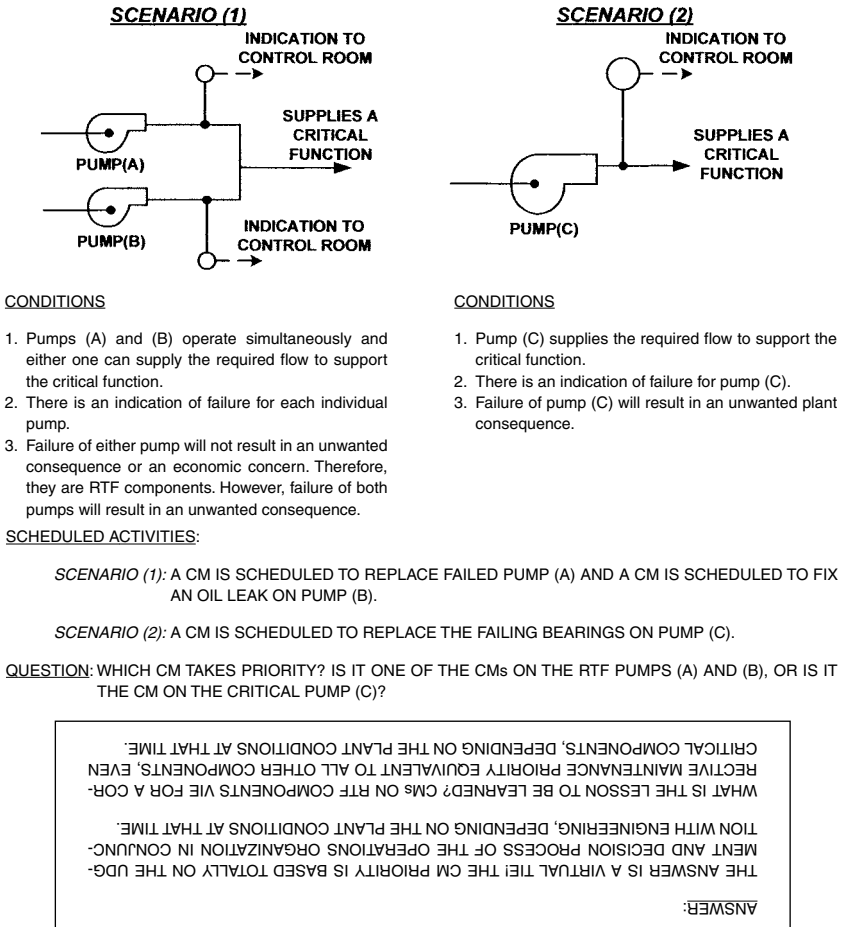 SCENARIO (1)
INDICATION TO
CONTROL ROOM
SUPPLIES A
CRITICAL
FUNCTION
PUMP(A)
PUMP(B)
INDICATION TO
CONTROL ROOM
SCENARIO (2)
INDICATION TO
CONTROL ROOM
SUPPLIES A
CRITICAL
FUNCTION
PUMP(C)
CONDITIONS
1. Pumps (A) and (B) operate simultaneously and
either one can supply the required flow to support
the critical function.
2. There is an indication of failure for each individual
pump.
3. Failure of either pump will not result in an unwanted
consequence or an economic concern. Therefore,
they are RTF components. However, failure of both
pumps will result in an unwanted consequence.
CONDITIONS
1. Pump (C) supplies the required flow to support the
critical function.
2. There is an indication of failure for pump (C).
3. Failure of pump (C) will result in an unwanted plant
consequence.
SCHEDULED ACTIVITIES:
SCENARIO (1): A CM IS SCHEDULED TO REPLACE FAILED PUMP (A) AND A CM IS SCHEDULED TO FIX
AN OIL LEAK ON PUMP (B).
SCENARIO (2): A CM IS SCHEDULED TO REPLACE THE FAILING BEARINGS ON PUMP (C).
QUESTION: WHICH CM TAKES PRIORITY? IS IT ONE OF THE CMs ON THE RTF PUMPS (A) AND (B), OR IS IT
THE CM ON THE CRITICAL PUMP (C)?
ANSWER:
THE ANSWER IS A VIRTUAL TIE! THE CM PRIORITY IS BASED TOTALLY ON THE UDG-
MENT AND DECISION PROCESS OF THE OPERATIONS ORGANIZATION IN CONJUNC-
TION WITH ENGINEERING, DEPENDING ON THE PLANT CONDITIONS AT THAT TIME.
WHAT IS THE LESSON TO BE LEARNED? CMs ON RTF COMPONENTS VIE FOR A COR-
RECTIVE MAINTENANCE PRIORITY EQUIVALENT TO ALL OTHER COMPONENTS, EVEN
CRITICAL COMPONENTS, DEPENDING ON THE PLANT CONDITIONS AT THAT TIME.